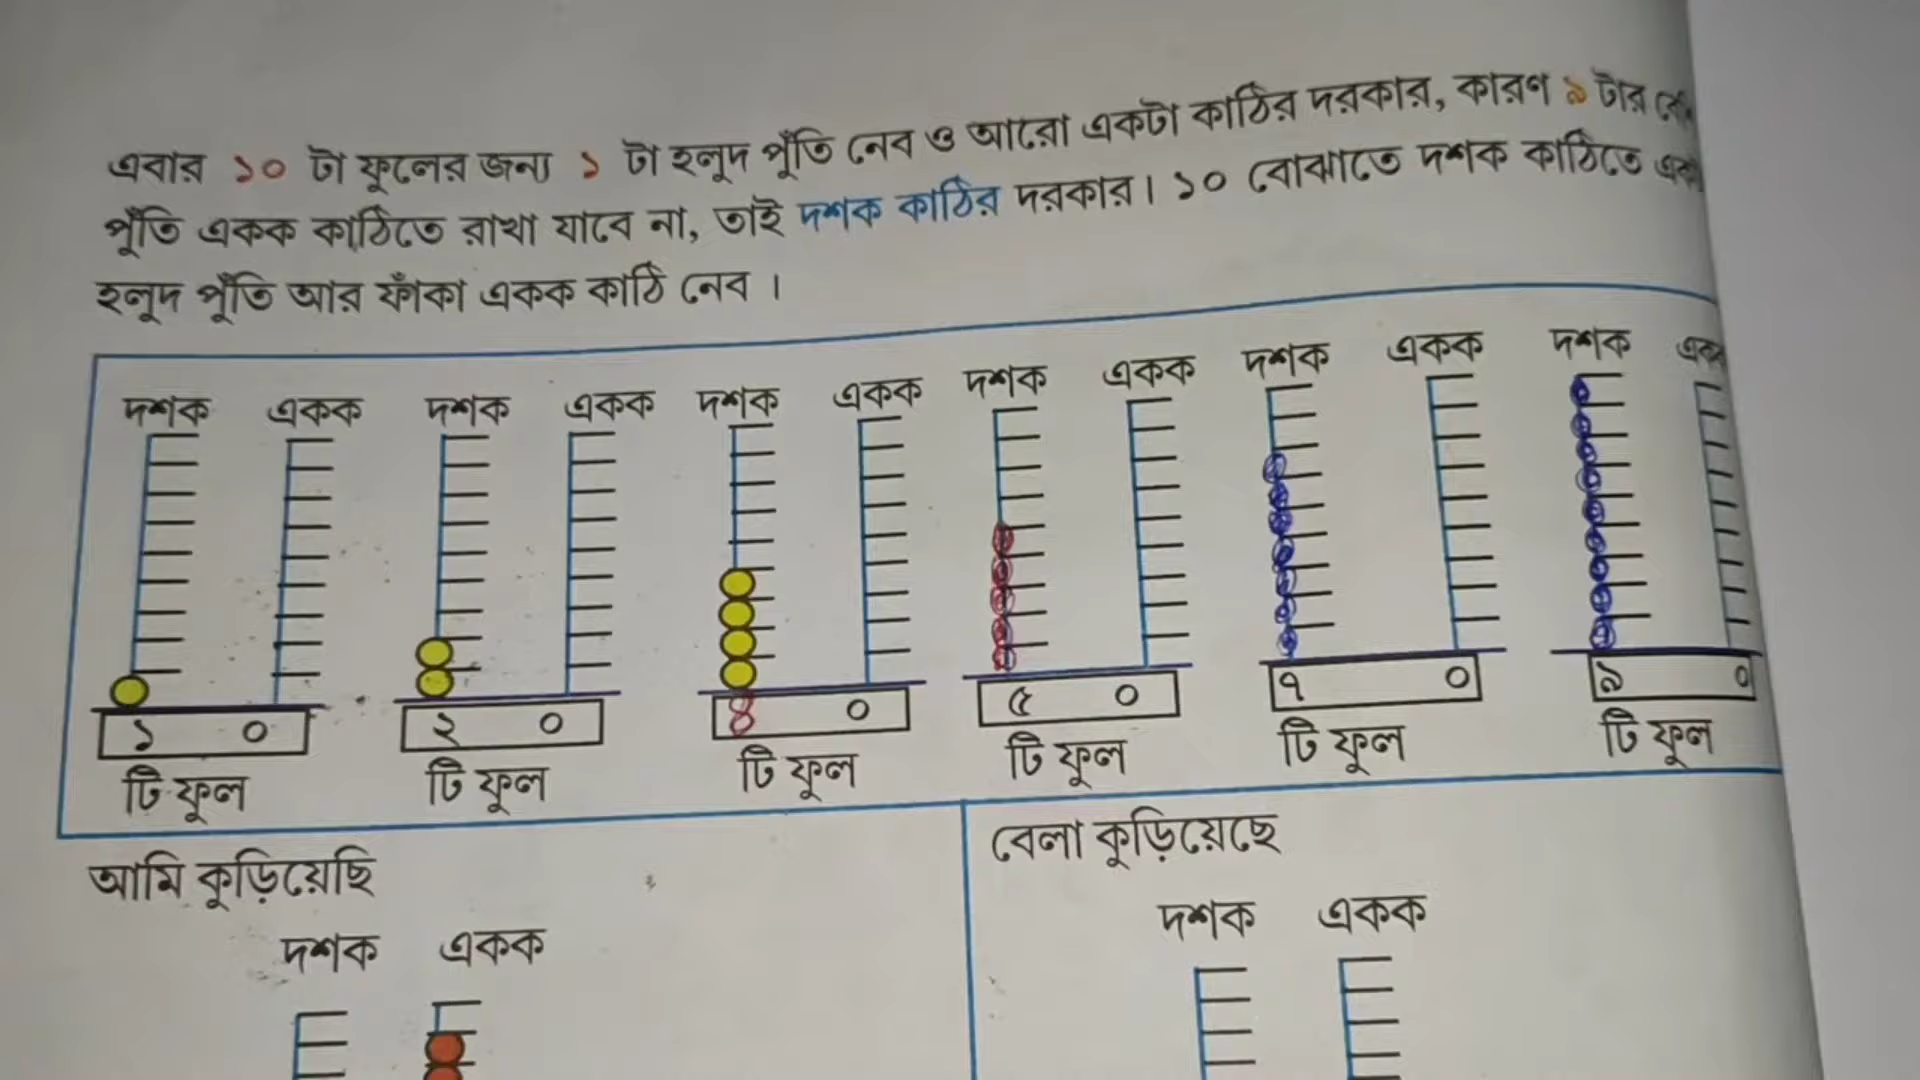 এবার ১০ টা ফুলের জন্য ১ টা হলুদ পুঁতি নেব ও আরো একটা কাঠির দরকার, কারণ ৯ টার
পুঁতি একক কাঠিতে রাখা যাবে না, তাই দশক কাঠির দরকার। ১০ বোঝাতে দশক কাঠিতে
হলুদ পুঁতি আর ফাঁকা একক কাঠি নেব।
দশক একক দশক একক দশক একক দশক একক দশক একক দশক একক
১ ০ ২ ০ ৪ ০ ৫ ০ ৭ ০ ৯ ০
টি ফুল টি ফুল টি ফুল টি ফুল টি ফুল টি ফুল
আমি কুড়িয়েছি
দশক একক
বেলা কুড়িয়েছে
দশক একক